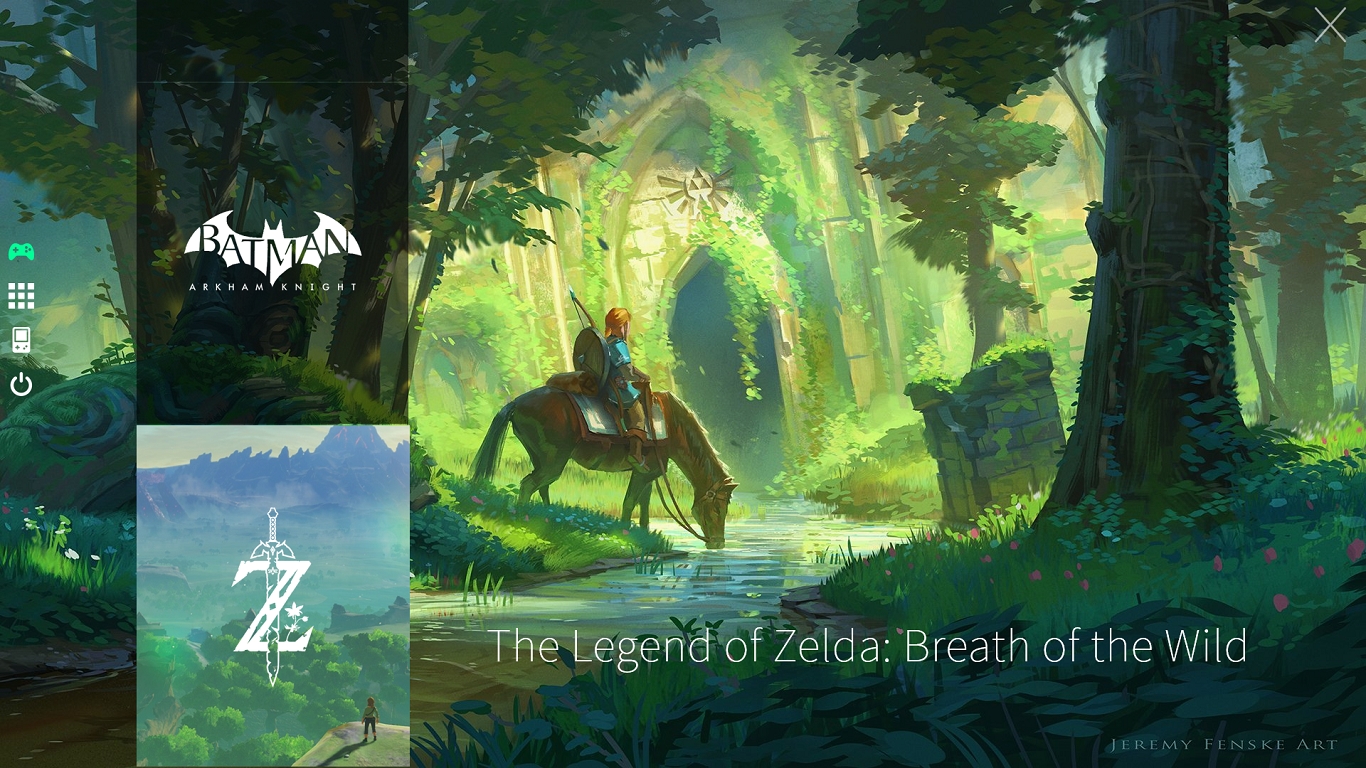 BATMAN
ARKHAM KNIGHT
Z
The Legend of Zelda: Breath of the Wild
JEREMY FENSKE ART